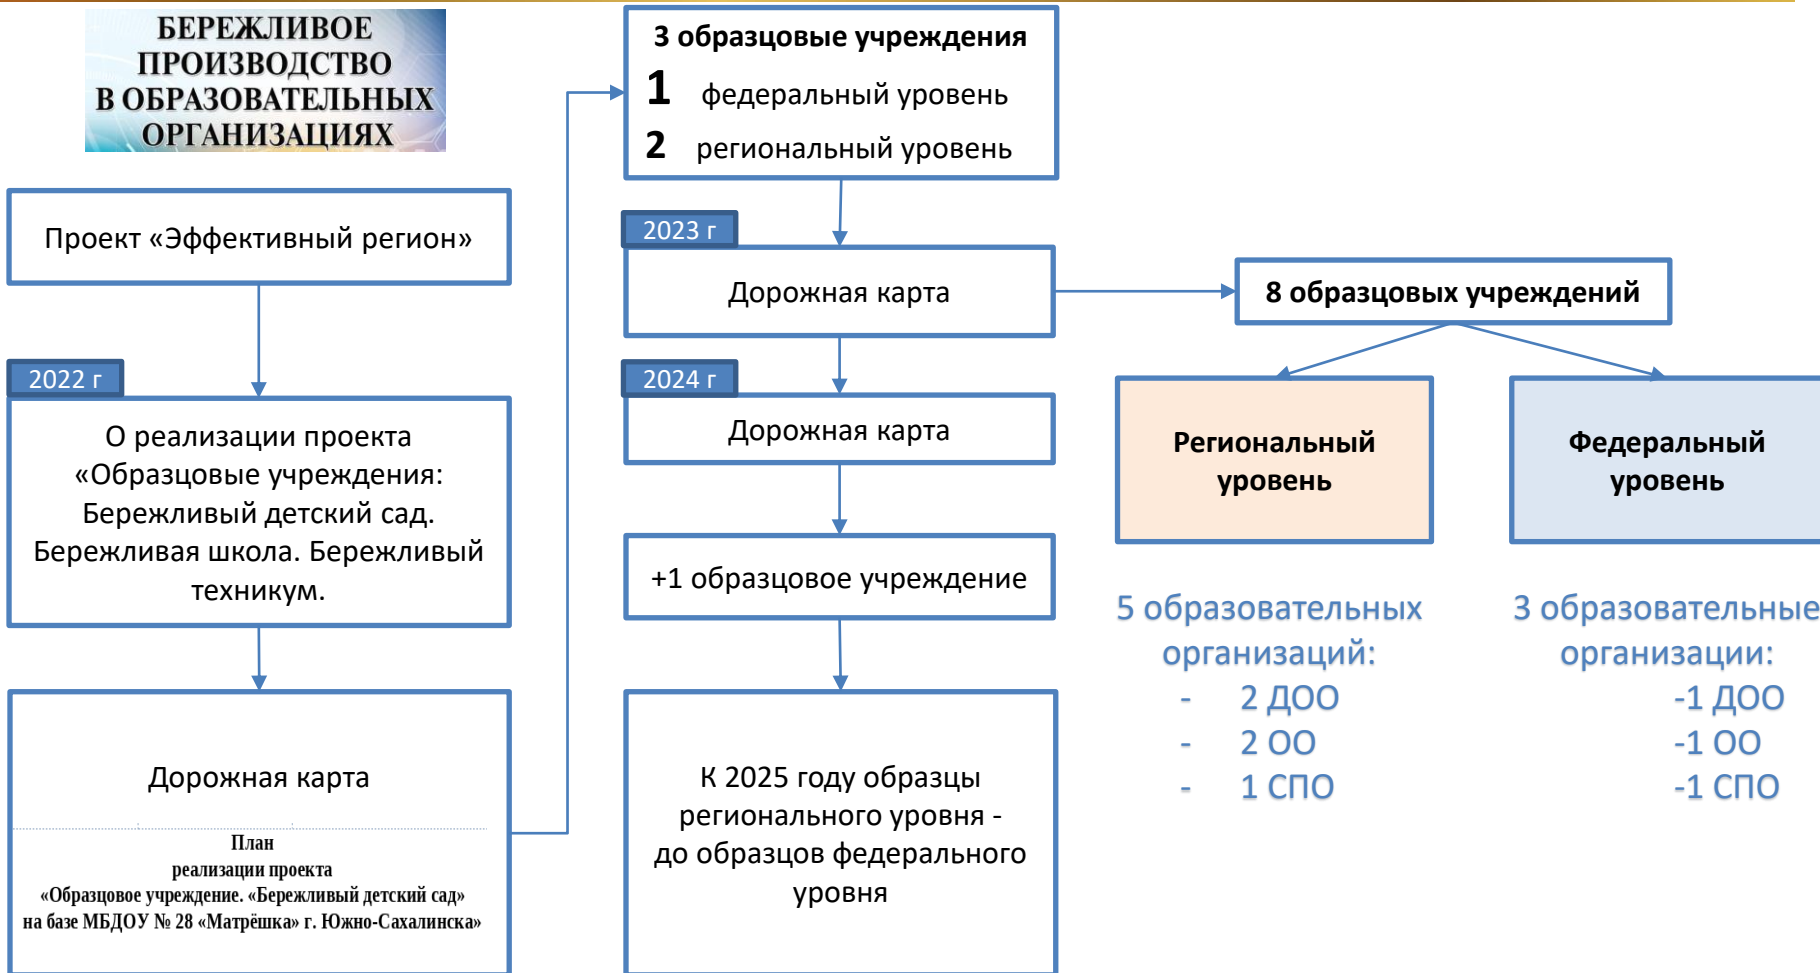 БЕРЕЖЛИВОЕ
ПРОИЗВОДСТВО
В ОБРАЗОВАТЕЛЬНЫХ
ОРГАНИЗАЦИЯХ
Проект «Эффективный регион»
2022 г
О реализации проекта
«Образцовые учреждения:
Бережливый детский сад.
Бережливая школа. Бережливый
техникум.
Дорожная карта
План
реализации проекта
«Образцовое учреждение. «Бережливый детский сад»
на базе МБДОУ № 28 «Матрёшка» г. Южно-Сахалинска»
3 образцовые учреждения
1 федеральный уровень
2 региональный уровень
2023 г
Дорожная карта
2024 г
Дорожная карта
+1 образцовое учреждение
К 2025 году образцы
регионального уровня -
до образцов федерального
уровня
8 образцовых учреждений
Региональный
уровень
5 образовательных
организаций:
- 2 ДОО
- 2 ОО
- 1 СПО
Федеральный
уровень
3 образовательные
организации:
-1 ДОО
-1 ОО
-1 СПО